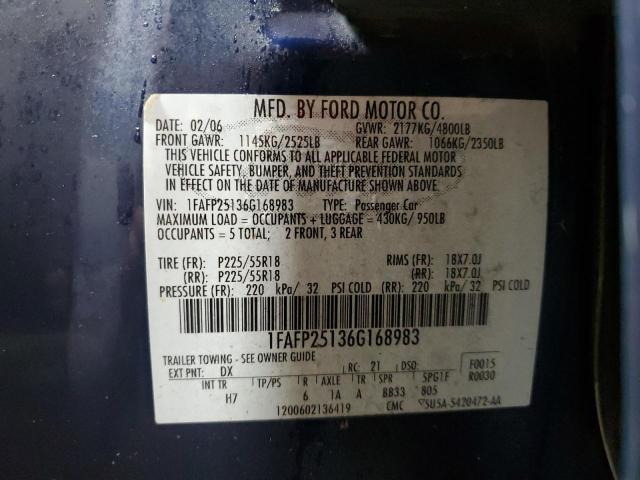 MFD. BY FORD MOTOR CO.
DATE: 02/06 GVWR: 2177KG/4800LB
FRONT GAWR: 1145KG/2525LB REAR GAWR: 1066KG/2350LB
THIS VEHICLE CONFORMS TO ALL APPLICABLE FEDERAL MOTOR
VEHICLE SAFETY, BUMPER, AND THEFT PREVENTION STANDARDS
IN EFFECT ON THE DATE OF MANUFACTURE SHOWN ABOVE.
VIN: 1FAFP25136G168983 TYPE: Passenger Car
MAXIMUM LOAD = OCCUPANTS + LUGGAGE = 430KG/ 950LB
OCCUPANTS = 5 TOTAL; 2 FRONT, 3 REAR
TIRE (FR): P225/55R18 RIMS (FR): 18X7.0J
(RR): P225/55R18 (RR): 18X7.0J
PRESSURE (FR): 220 kPa/ 32 PSI COLD (RR): 220 kPa/ 32 PSI COLD
1FAFP25136G168983
TRAILER TOWING - SEE OWNER GUIDE F0015
EXT PNT: DX RC: 21 DSO: R0030
INT TR TP/PS R AXLE TR SPR 5PG1F
H7 6 1A A 8833 805
1200602136419 CMC 5U5A-5420472-AA